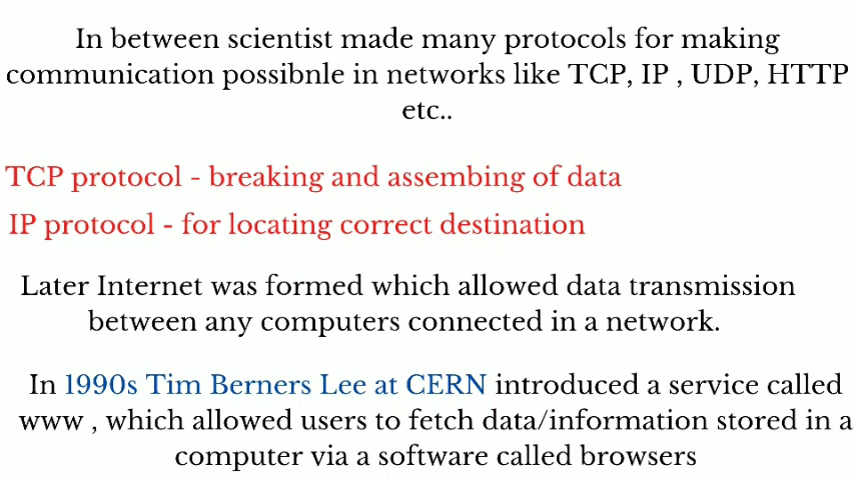 In between scientist made many protocols for making
communication possibnle in networks like TCP, IP , UDP, HTTP
etc..
TCP protocol - breaking and assembing of data
IP protocol - for locating correct destination
Later Internet was formed which allowed data transmission
between any computers connected in a network.
In 1990s Tim Berners Lee at CERN introduced a service called
www , which allowed users to fetch data/information stored in a
computer via a software called browsers